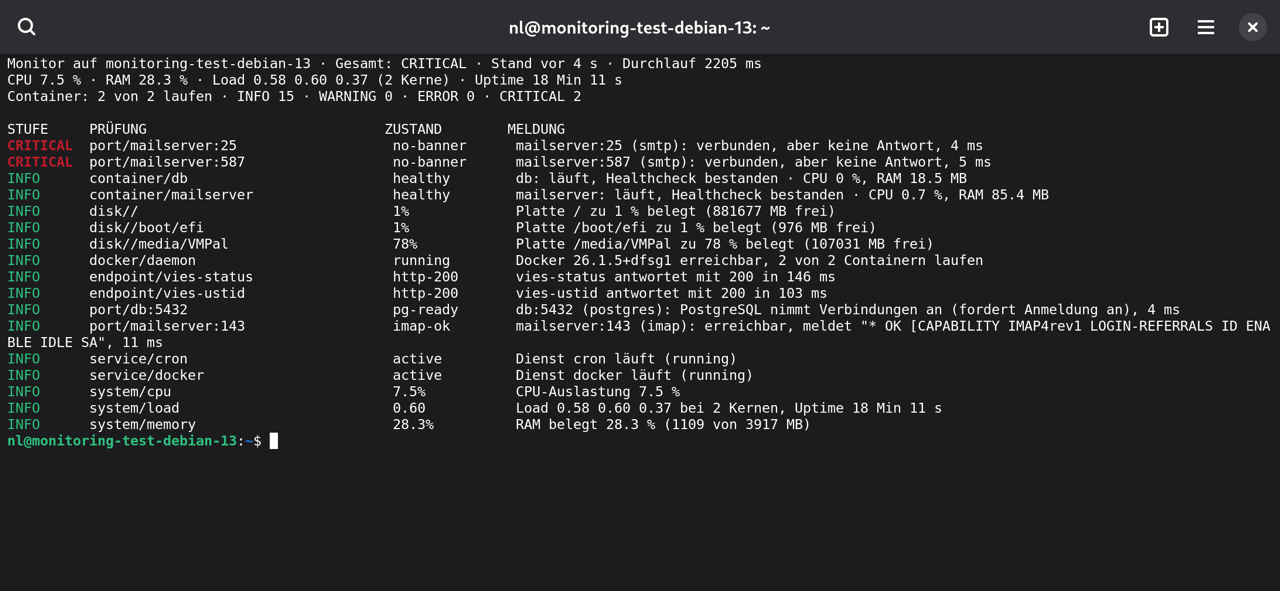 nl@monitoring-test-debian-13: ~
Monitor auf monitoring-test-debian-13 · Gesamt: CRITICAL · Stand vor 4 s · Durchlauf 2205 ms
CPU 7.5 % · RAM 28.3 % · Load 0.58 0.60 0.37 (2 Kerne) · Uptime 18 Min 11 s
Container: 2 von 2 laufen · INFO 15 · WARNING 0 · ERROR 0 · CRITICAL 2
STUFE PRÜFUNG ZUSTAND MELDUNG
CRITICAL port/mailserver:25 no-banner mailserver:25 (smtp): verbunden, aber keine Antwort, 4 ms
CRITICAL port/mailserver:587 no-banner mailserver:587 (smtp): verbunden, aber keine Antwort, 5 ms
INFO container/db healthy db: läuft, Healthcheck bestanden · CPU 0 %, RAM 18.5 MB
INFO container/mailserver healthy mailserver: läuft, Healthcheck bestanden · CPU 0.7 %, RAM 85.4 MB
INFO disk// 1% Platte / zu 1 % belegt (881677 MB frei)
INFO disk//boot/efi 1% Platte /boot/efi zu 1 % belegt (976 MB frei)
INFO disk//media/VMPal 78% Platte /media/VMPal zu 78 % belegt (107031 MB frei)
INFO docker/daemon running Docker 26.1.5+dfsg1 erreichbar, 2 von 2 Containern laufen
INFO endpoint/vies-status http-200 vies-status antwortet mit 200 in 146 ms
INFO endpoint/vies-ustid http-200 vies-ustid antwortet mit 200 in 103 ms
INFO port/db:5432 pg-ready db:5432 (postgres): PostgreSQL nimmt Verbindungen an (fordert Anmeldung an), 4 ms
INFO port/mailserver:143 imap-ok mailserver:143 (imap): erreichbar, meldet "* OK [CAPABILITY IMAP4rev1 LOGIN-REFERRALS ID ENA
BLE IDLE SA", 11 ms
INFO service/cron active Dienst cron läuft (running)
INFO service/docker active Dienst docker läuft (running)
INFO system/cpu 7.5% CPU-Auslastung 7.5 %
INFO system/load 0.60 Load 0.58 0.60 0.37 bei 2 Kernen, Uptime 18 Min 11 s
INFO system/memory 28.3% RAM belegt 28.3 % (1109 von 3917 MB)
nl@monitoring-test-debian-13:~$